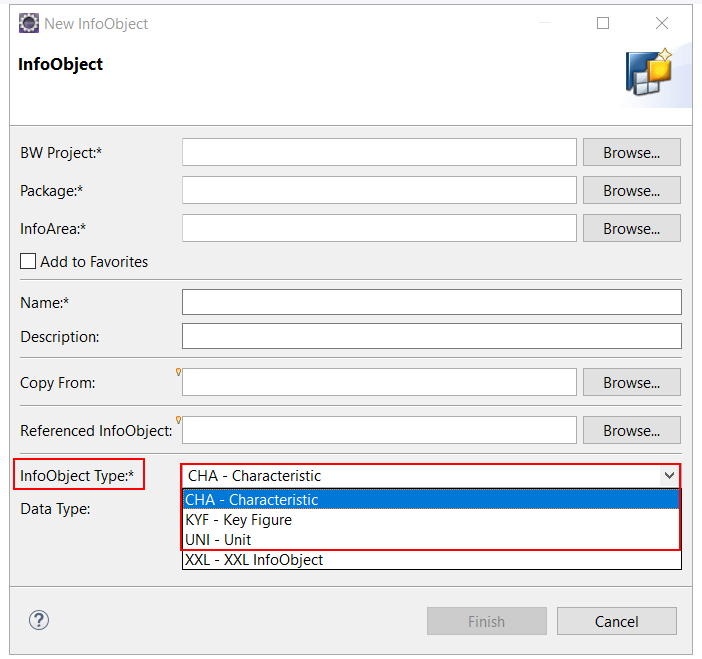 New InfoObject
InfoObject
BW Project:* Browse...
Package:* Browse...
InfoArea:* Browse...
Add to Favorites
Name:*
Description:
Copy From: Browse...
Referenced InfoObject: Browse...
InfoObject Type:* CHA - Characteristic
CHA - Characteristic
Data Type:
KYF - Key Figure
UNI - Unit
XXL - XXL InfoObject
? Finish Cancel